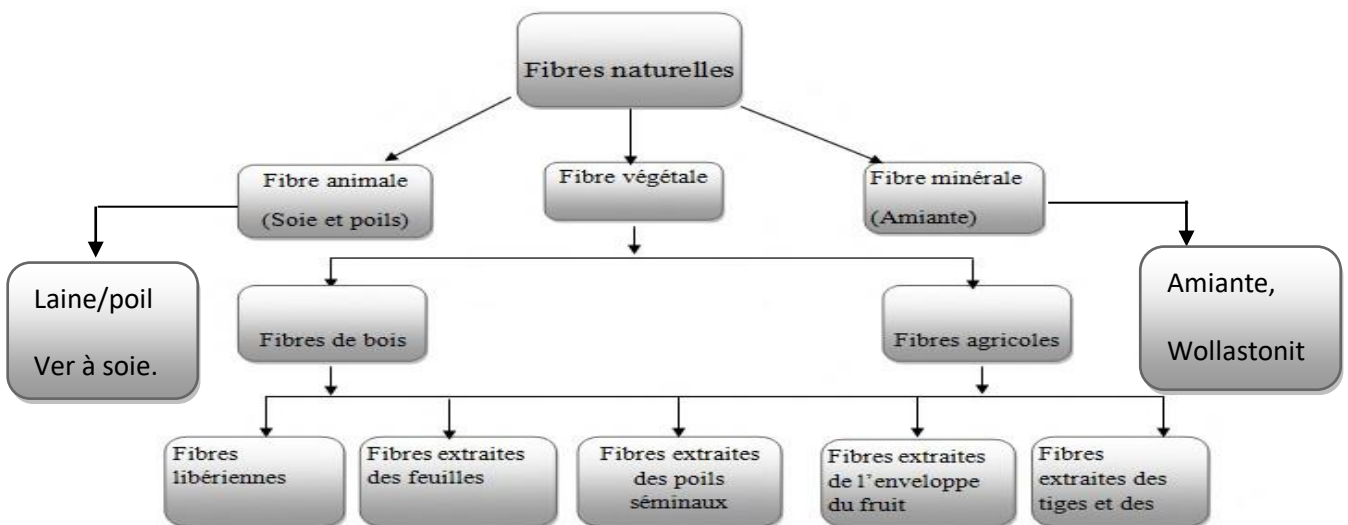 Fibres naturelles
Fibre animale
(Soie et poils)
Fibre végétale
Fibre minérale
(Amiante)
Laine/poil
Ver à soie.
Fibres de bois
Fibres agricoles
Amiante,
Wollastonit
Fibres
libériennes
Fibres extraites
des feuilles
Fibres extraites
des poils
séminaux
Fibres extraites
de l'enveloppe
du fruit
Fibres
extraites des
tiges et des